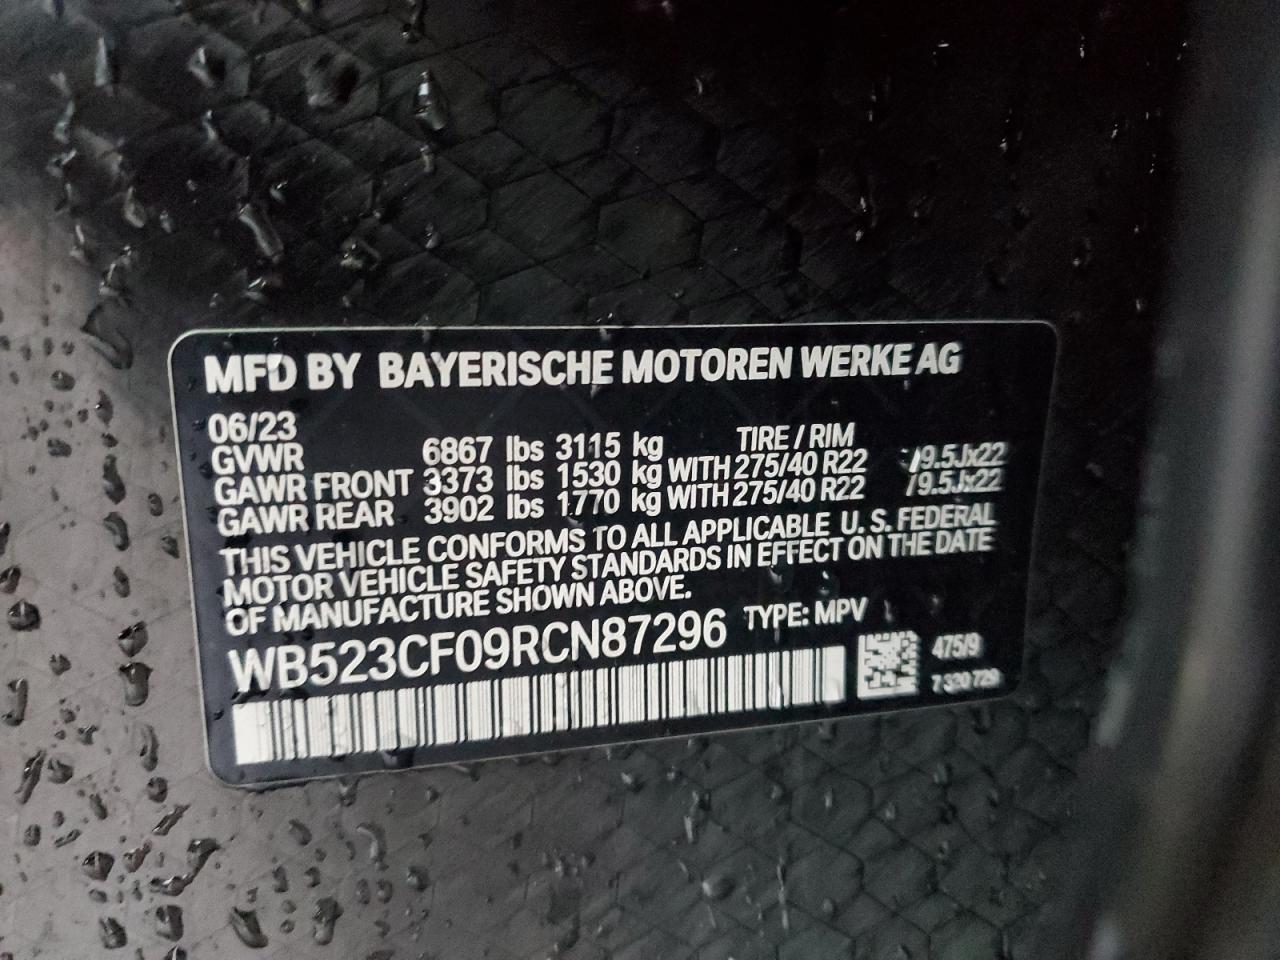 MFD BY BAYERISCHE MOTOREN WERKE AG
06/23 TIRE / RIM
GVWR 6867 lbs 3115 kg
GAWR FRONT 3373 lbs 1530 kg WITH 275/40 R22 /9.5Jx22
GAWR REAR 3902 lbs 1770 kg WITH 275/40 R22 /9.5Jx22
THIS VEHICLE CONFORMS TO ALL APPLICABLE U. S. FEDERAL
MOTOR VEHICLE SAFETY STANDARDS IN EFFECT ON THE DATE
OF MANUFACTURE SHOWN ABOVE.
WB523CF09RCN87296 TYPE: MPV
475/9
7 320 729